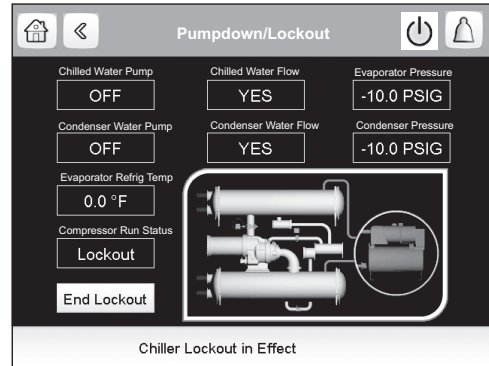 Pumpdown/Lockout
Chilled Water Pump
OFF
Chilled Water Flow
YES
Evaporator Pressure
-10.0 PSIG
Condenser Water Pump
OFF
Condenser Water Flow
YES
Condenser Pressure
-10.0 PSIG
Evaporator Refrig Temp
0.0 °F
Compressor Run Status
Lockout
End Lockout
Chiller Lockout in Effect